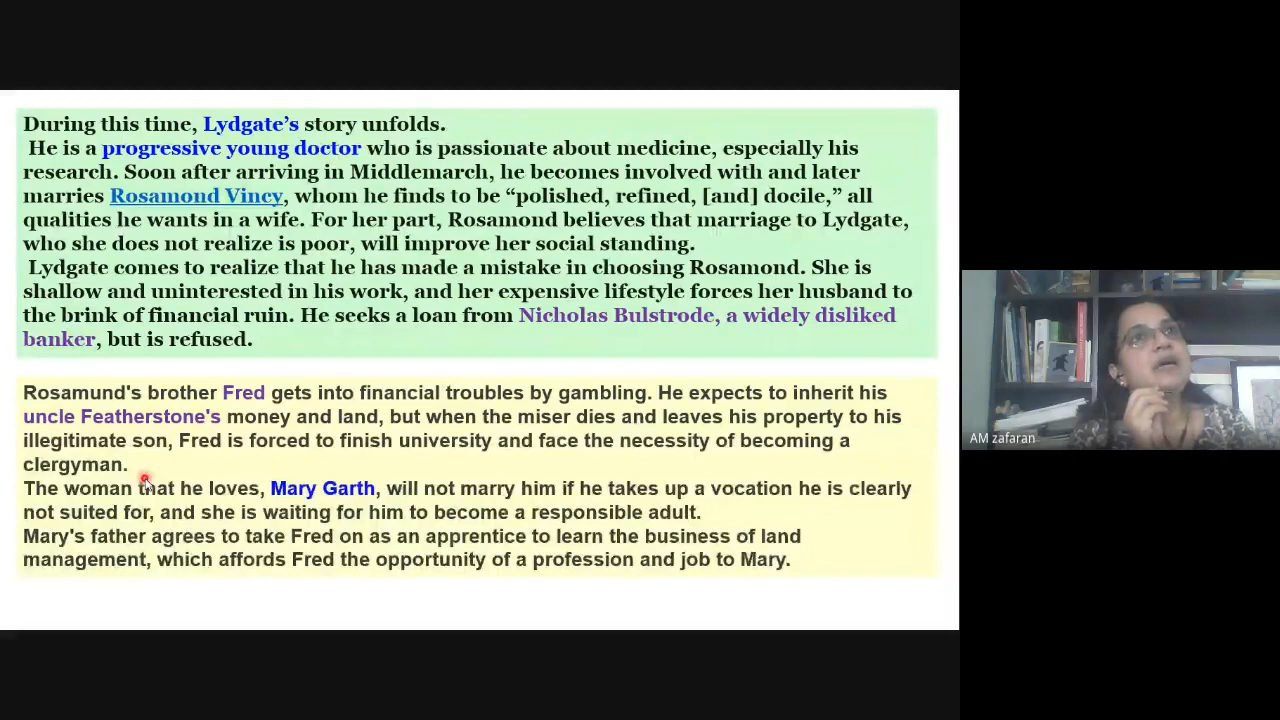 During this time, Lydgate's story unfolds.
He is a progressive young doctor who is passionate about medicine, especially his
research. Soon after arriving in Middlemarch, he becomes involved with and later
marries Rosamond Vincy, whom he finds to be “polished, refined, [and] docile,” all
qualities he wants in a wife. For her part, Rosamond believes that marriage to Lydgate,
who she does not realize is poor, will improve her social standing.
Lydgate comes to realize that he has made a mistake in choosing Rosamond. She is
shallow and uninterested in his work, and her expensive lifestyle forces her husband to
the brink of financial ruin. He seeks a loan from Nicholas Bulstrode, a widely disliked
banker, but is refused.
Rosamund's brother Fred gets into financial troubles by gambling. He expects to inherit his
uncle Featherstone's money and land, but when the miser dies and leaves his property to his
illegitimate son, Fred is forced to finish university and face the necessity of becoming a
clergyman.
The woman that he loves, Mary Garth, will not marry him if he takes up a vocation he is clearly
not suited for, and she is waiting for him to become a responsible adult.
Mary's father agrees to take Fred on as an apprentice to learn the business of land
management, which affords Fred the opportunity of a profession and job to Mary.
AM zafaran